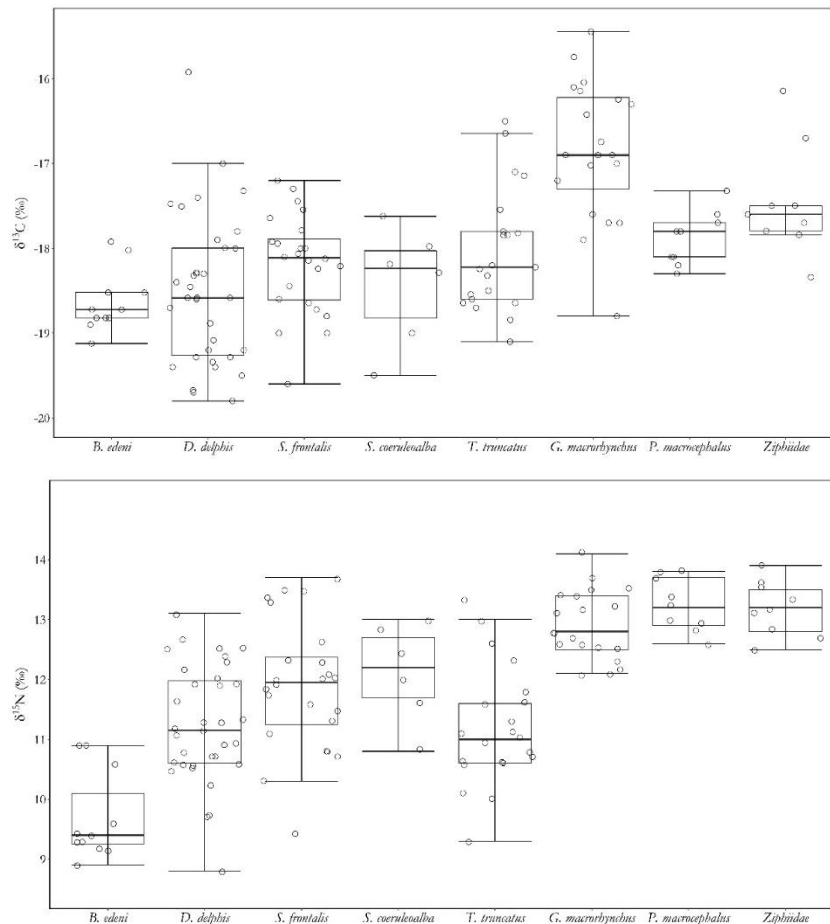 -16
-17
δ¹³C (‰)
-18
-19
-20
B. edeni D. delphis S. frontalis S. coeruleoalba T. truncatus G. macrorhynchus P. macrocephalus Ziphiidae
14
13
12
δ¹⁵N (‰)
11
10
9
B. edeni D. delphis S. frontalis S. coeruleoalba T. truncatus G. macrorhynchus P. macrocephalus Ziphiidae